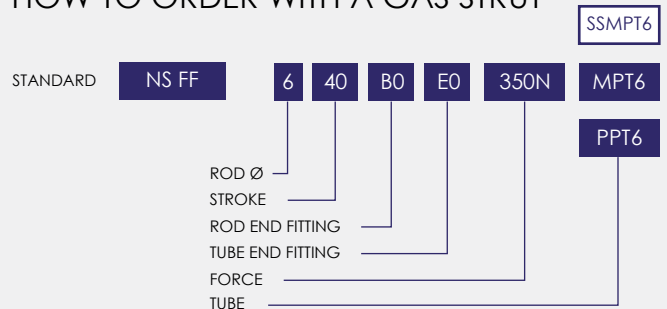 HOW TO ORDER WITH A GAS STRUT
SSMPT6
STANDARD NS FF 6 40 B0 E0 350N MPT6
PPT6
ROD Ø
STROKE
ROD END FITTING
TUBE END FITTING
FORCE
TUBE